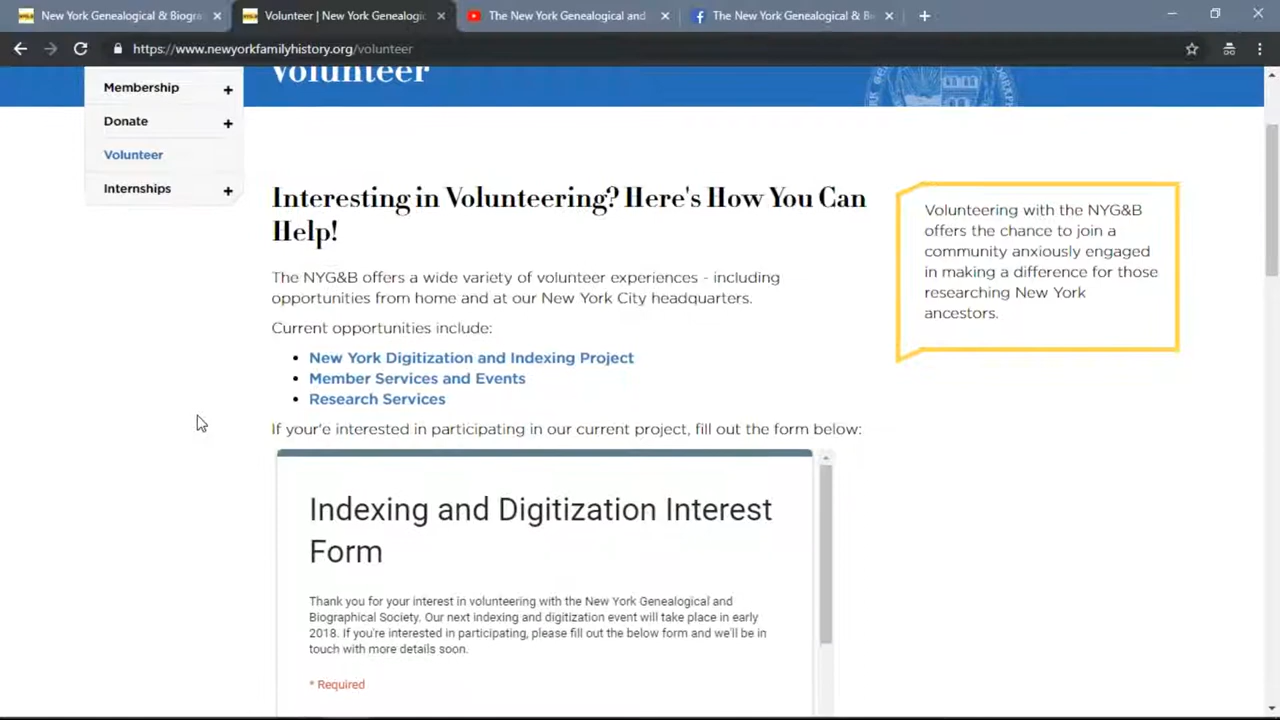 New York Genealogical & Biogra
Volunteer | New York Genealogic
The New York Genealogical and
The New York Genealogical & Bi
https://www.newyorkfamilyhistory.org/volunteer
Volunteer
Membership
Donate
Volunteer
Internships
Interesting in Volunteering? Here's How You Can
Help!
The NYG&B offers a wide variety of volunteer experiences - including
opportunities from home and at our New York City headquarters.
Current opportunities include:
• New York Digitization and Indexing Project
• Member Services and Events
• Research Services
If your'e interested in participating in our current project, fill out the form below:
Indexing and Digitization Interest
Form
Thank you for your interest in volunteering with the New York Genealogical and
Biographical Society. Our next indexing and digitization event will take place in early
2018. If you're interested in participating, please fill out the below form and we'll be in
touch with more details soon.
* Required
Volunteering with the NYG&B
offers the chance to join a
community anxiously engaged
in making a difference for those
researching New York
ancestors.